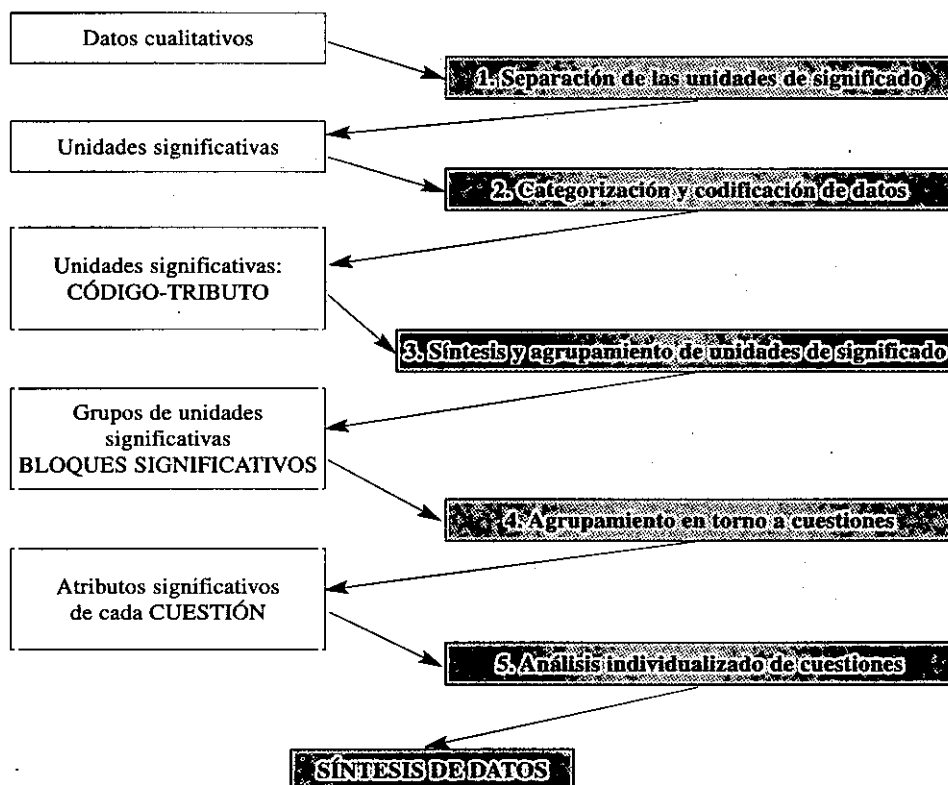 Datos cualitativos
1. Separación de las unidades de significado
Unidades significativas
2. Categorización y codificación de datos
Unidades significativas:
CÓDIGO-TRIBUTO
3. Síntesis y agrupamiento de unidades de significado
Grupos de unidades
significativas
BLOQUES SIGNIFICATIVOS
4. Agrupamiento en torno a cuestiones
Atributos significativos
de cada CUESTIÓN
5. Análisis individualizado de cuestiones
SÍNTESIS DE DATOS